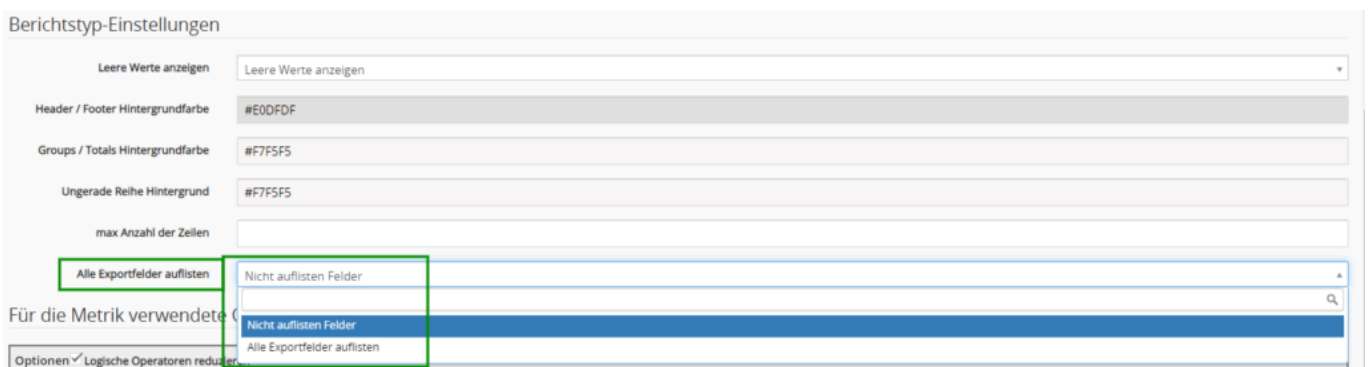 Berichtstyp-Einstellungen
Leere Werte anzeigen Leere Werte anzeigen
Header / Footer Hintergrundfarbe #E0DFDF
Groups / Totals Hintergrundfarbe #F7F5F5
Ungerade Reihe Hintergrund #F7F5F5
max Anzahl der Zeilen
Alle Exportfelder auflisten Nicht auflisten Felder
Für die Metrik verwendete
Nicht auflisten Felder
Alle Exportfelder auflisten
Optionen Logische Operatoren reduzieren